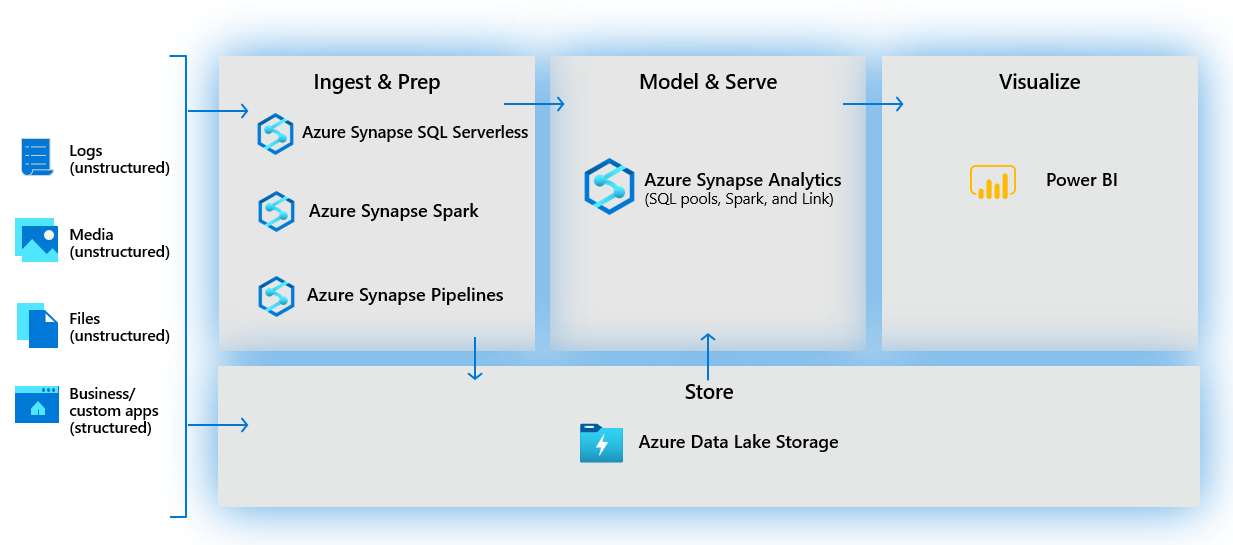 Logs
(unstructured)
Media
(unstructured)
Files
(unstructured)
Business/
custom apps
(structured)
Ingest & Prep
Azure Synapse SQL Serverless
Azure Synapse Spark
Azure Synapse Pipelines
Model & Serve
Azure Synapse Analytics
(SQL pools, Spark, and Link)
Visualize
Power BI
Store
Azure Data Lake Storage